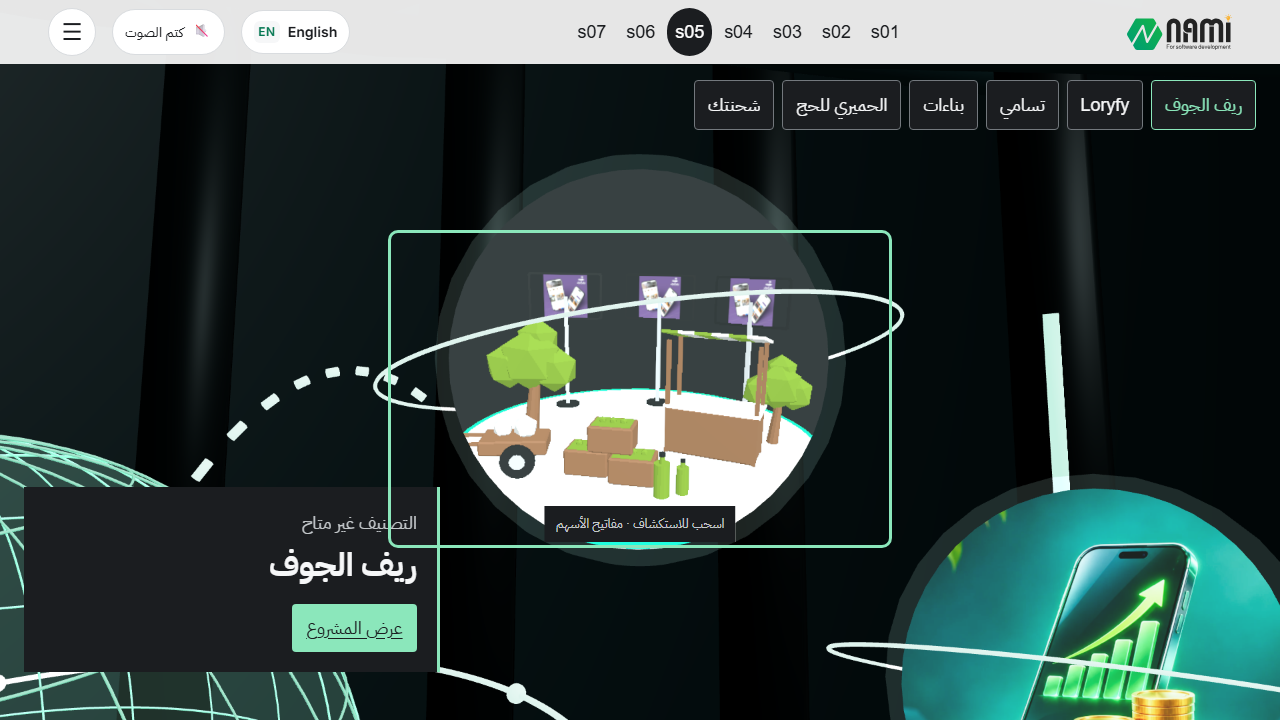 nami
For software development
s01 s02 s03 s04 s05 s06 s07
English EN
كتم الصوت
ريف الجوف
Loryfy
تسامي
بناءات
الحميري للحج
شحنتك
اسحب للاستكشاف · مفاتيح الأسهم
التصنيف غير متاح
ريف الجوف
عرض المشروع